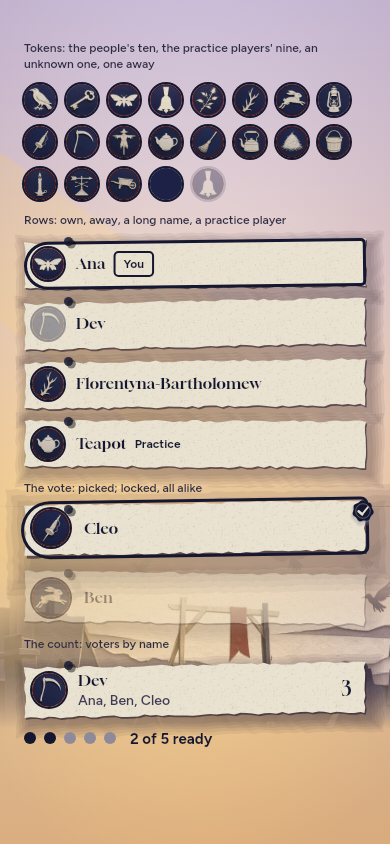 Tokens: the people's ten, the practice players' nine, an
unknown one, one away
Rows: own, away, a long name, a practice player
Ana You
Dev
Florentyna-Bartholomew
Teapot Practice
The vote: picked; locked, all alike
Cleo
Ben
The count: voters by name
Dev
Ana, Ben, Cleo
3
2 of 5 ready